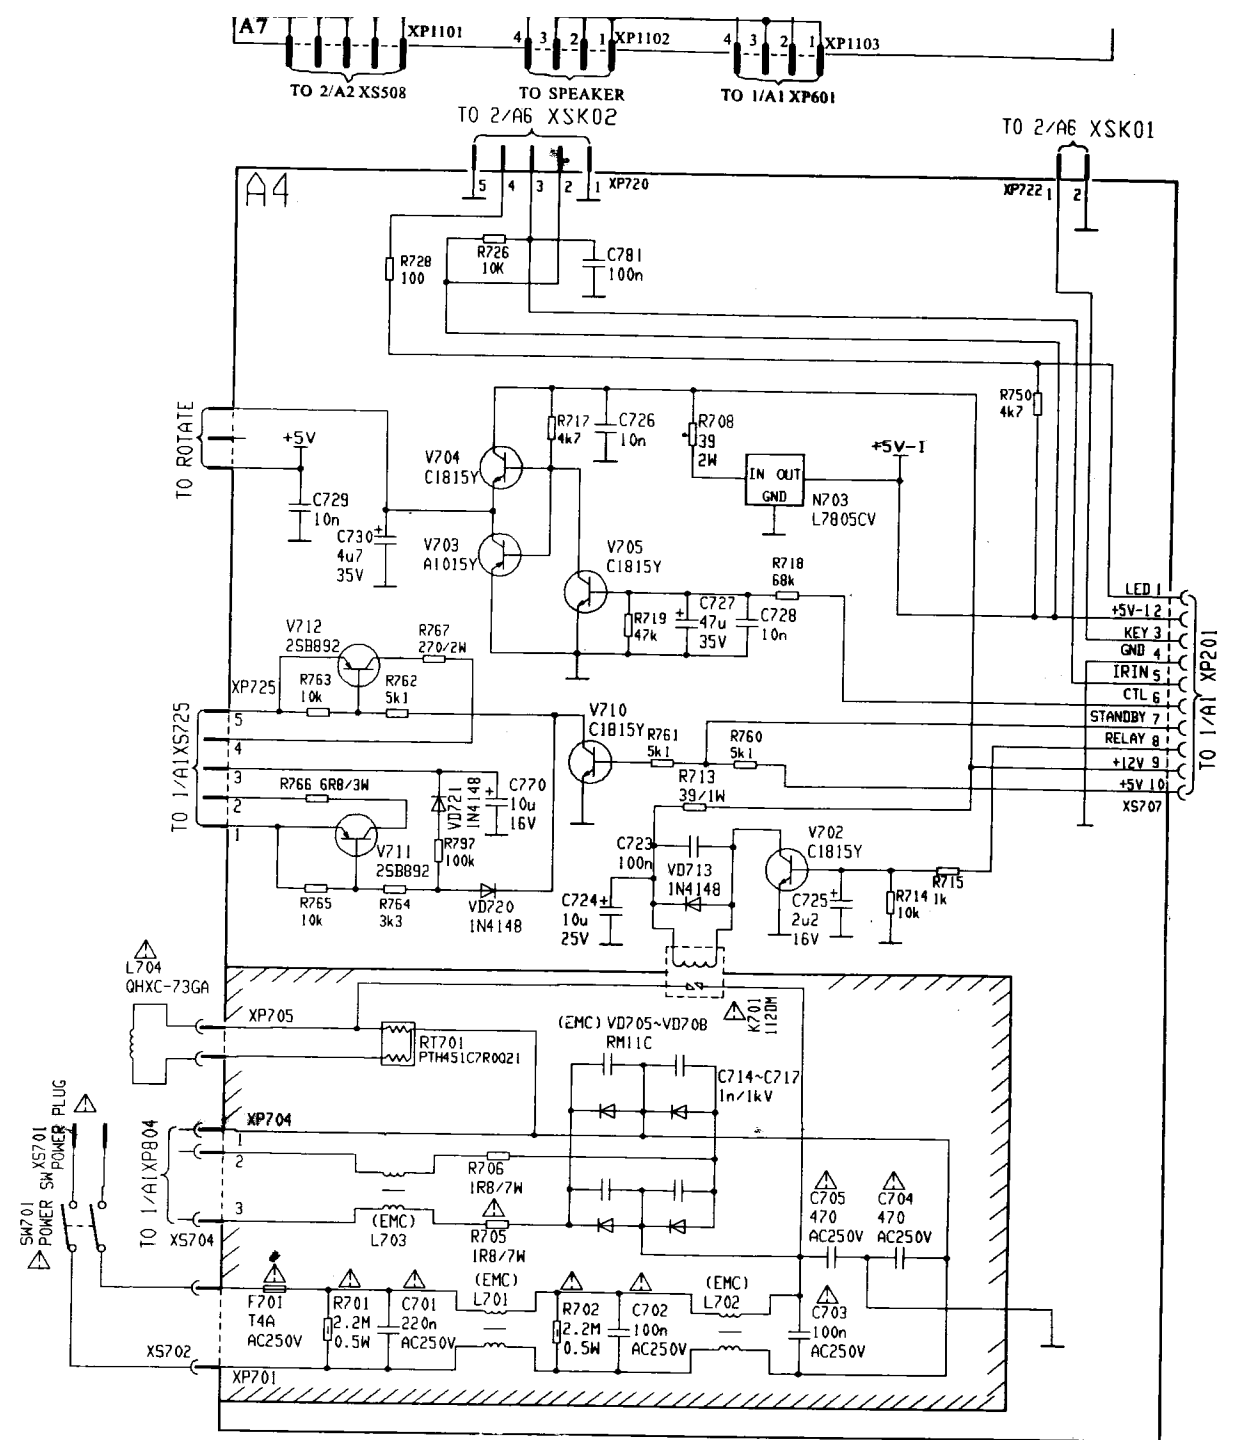 A7
XP1101
4 3 2 1 XP1102
4 3 2 1 XP1103
TO 2/A2 XS508
TO SPEAKER
TO 1/A1 XP601
TO 2/A6 XSK02
TO 2/A6 XSK01
A4
5 4 3 2 1 XP720
XP722 1 2
R728
100
R726
10K
C781
100n
R750
4k7
TO ROTATE
+5V
C729
10n
C730
4u7
35V
R717
4k7
C726
10n
R708
39
2W
V704
C1815Y
V703
A1015Y
V705
C1815Y
IN OUT
GND
N703
L7805CV
+5V-I
R718
68k
R719
47k
C727
47u
35V
C728
10n
LED 1
+5V-1 2
KEY 3
GND 4
IRIN 5
CTL 6
STANDBY 7
RELAY 8
+12V 9
+5V 10
XS707
TO 1/A1 XP201
V712
2SB892
R767
270/2W
XP725
R763
10k
R762
5k1
5
4
3
2
1
TO 1/A1XS725
V710
C1815Y
R761
5k1
R760
5k1
R713
39/1W
R766 6R8/3W
VD721
1N4148
C770
10u
16V
R797
100k
V711
2SB892
R765
10k
R764
3k3
VD720
1N4148
C723
100n
VD713
1N4148
C724
10u
25V
V702
C1815Y
C725
2u2
16V
R714
10k
R715
1k
L704
QHXC-73GA
XP705
RT701
PTH451C7R0Q21
K701
112DM
(EMC) VD705~VD708
RM11C
C714~C717
1n/1kV
XS701
POWER PLUG
SW701
POWER SW
TO 1/A1XP804
XP704
1
2
3
XS704
(EMC)
L703
R706
1R8/7W
R705
1R8/7W
C705
470
AC250V
C704
470
AC250V
F701
T4A
AC250V
R701
2.2M
0.5W
C701
220n
AC250V
(EMC)
L701
R702
2.2M
0.5W
C702
100n
AC250V
(EMC)
L702
C703
100n
AC250V
XS702
XP701